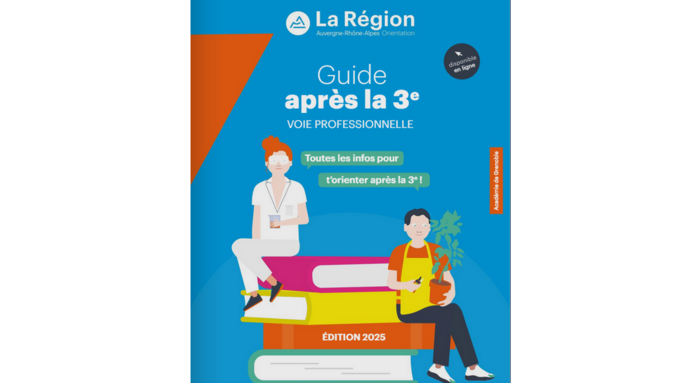 La Région
Auvergne-Rhône-Alpes Orientation
disponible
en ligne
Guide
après la 3e
VOIE PROFESSIONNELLE
Toutes les infos pour
t'orienter après la 3e !
Académie de Grenoble
ÉDITION 2025